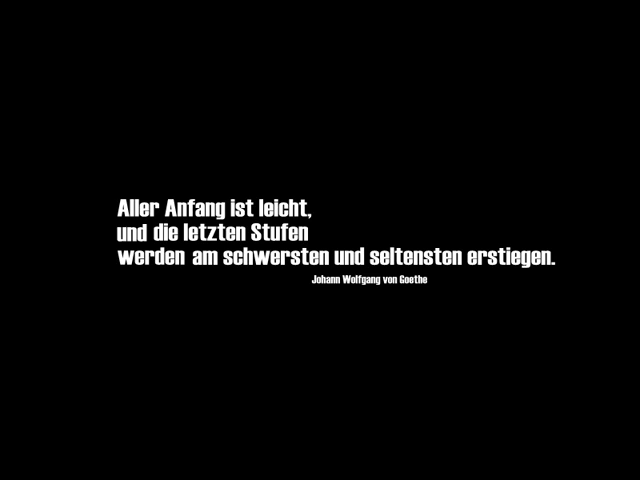 Aller Anfang ist leicht,
und die letzten Stufen
werden am schwersten und seltensten erstiegen.
Johann Wolfgang von Goethe